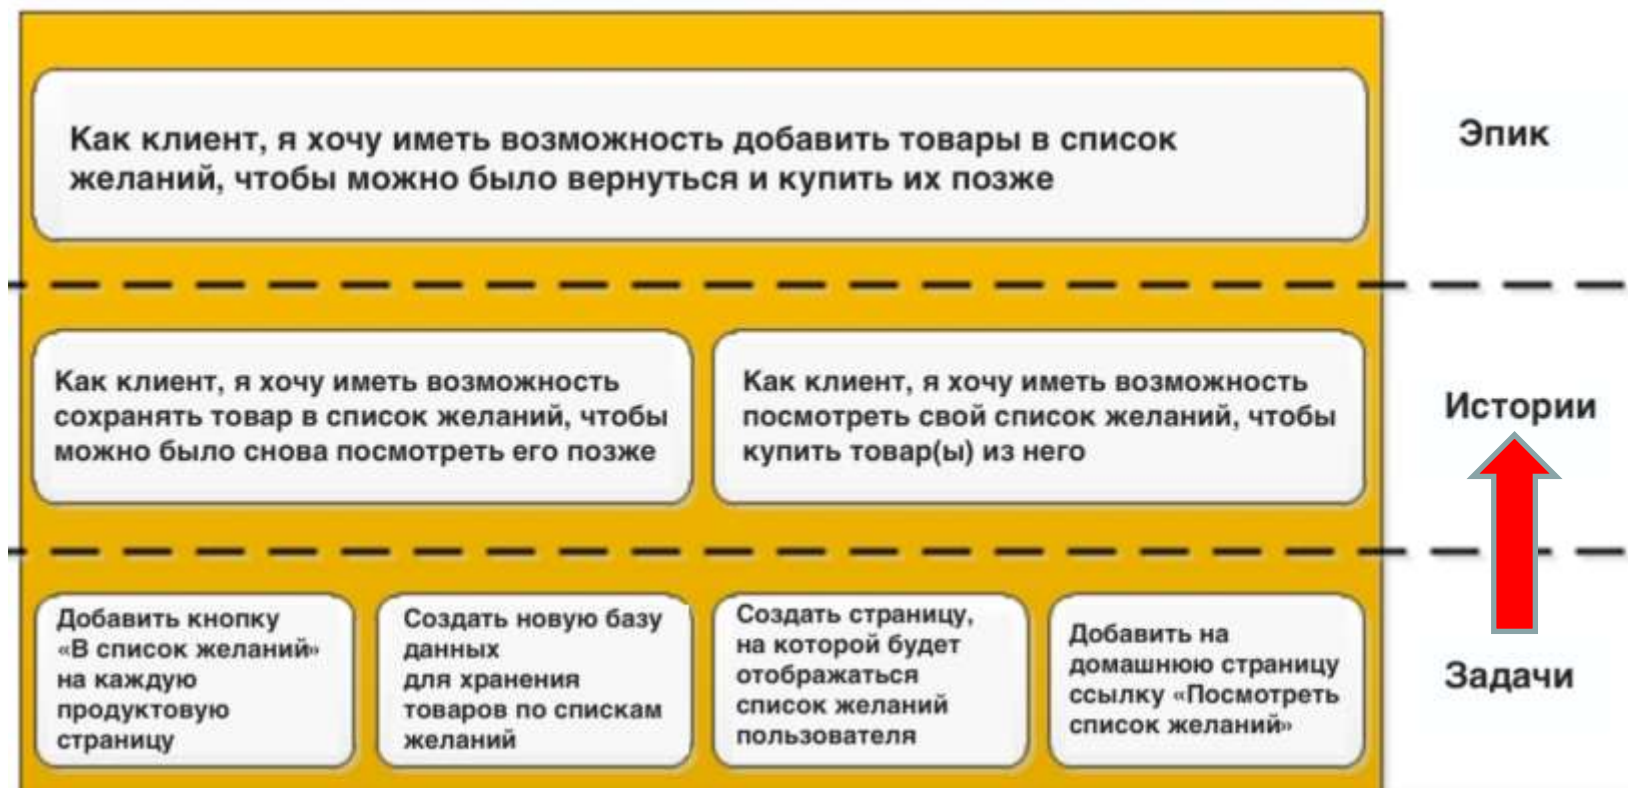 Как клиент, я хочу иметь возможность добавить товары в список
желаний, чтобы можно было вернуться и купить их позже
Эпик
Как клиент, я хочу иметь возможность
сохранять товар в список желаний, чтобы
можно было снова посмотреть его позже
Как клиент, я хочу иметь возможность
посмотреть свой список желаний, чтобы
купить товар(ы) из него
Истории
Добавить кнопку
«В список желаний»
на каждую
продуктовую
страницу
Создать новую базу
данных
для хранения
товаров по спискам
желаний
Создать страницу,
на которой будет
отображаться
список желаний
пользователя
Добавить на
домашнюю страницу
ссылку «Посмотреть
список желаний»
Задачи